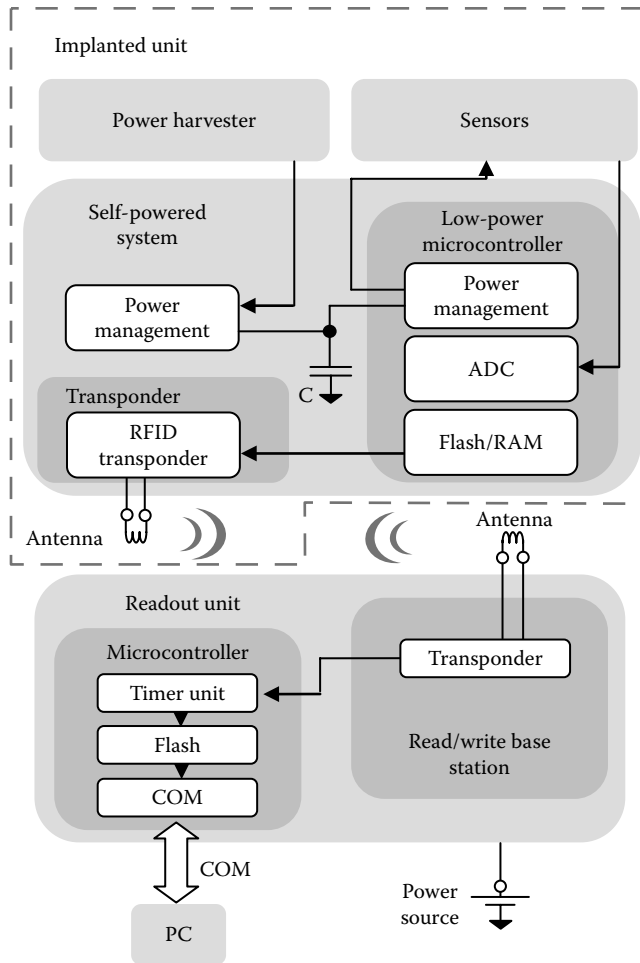 Implanted unit
Power harvester
Sensors
Self-powered
system
Low-power
microcontroller
Power
management
Power
management
ADC
C
Transponder
RFID
transponder
Flash/RAM
Antenna
Antenna
Readout unit
Microcontroller
Transponder
Timer unit
Flash
Read/write base
station
COM
COM
Power
source
PC